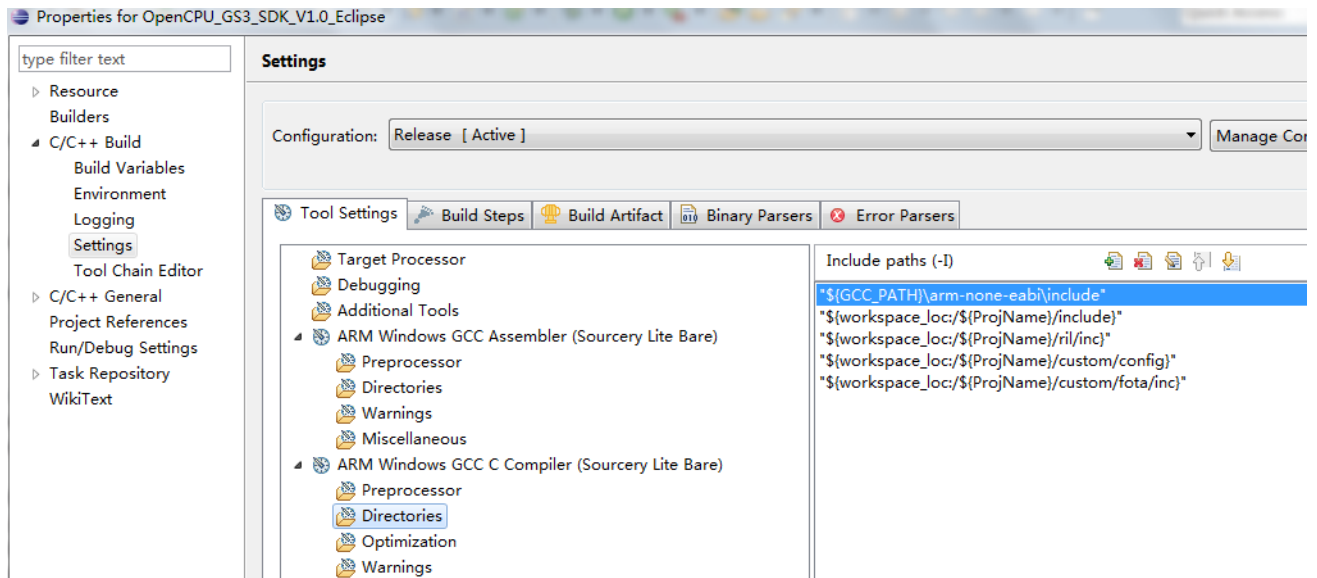 Properties for OpenCPU_GS3_SDK_V1.0_Eclipse
type filter text
Resource
Builders
C/C++ Build
Build Variables
Environment
Logging
Settings
Tool Chain Editor
C/C++ General
Project References
Run/Debug Settings
Task Repository
WikiText
Settings
Configuration: Release [ Active ]
Manage Con
Tool Settings Build Steps Build Artifact Binary Parsers Error Parsers
Target Processor
Debugging
Additional Tools
ARM Windows GCC Assembler (Sourcery Lite Bare)
Preprocessor
Directories
Warnings
Miscellaneous
ARM Windows GCC C Compiler (Sourcery Lite Bare)
Preprocessor
Directories
Optimization
Warnings
Include paths (-I)
"${GCC_PATH}\arm-none-eabi\include"
"${workspace_loc:/${ProjName}/include}"
"${workspace_loc:/${ProjName}/ril/inc}"
"${workspace_loc:/${ProjName}/custom/config}"
"${workspace_loc:/${ProjName}/custom/fota/inc}"